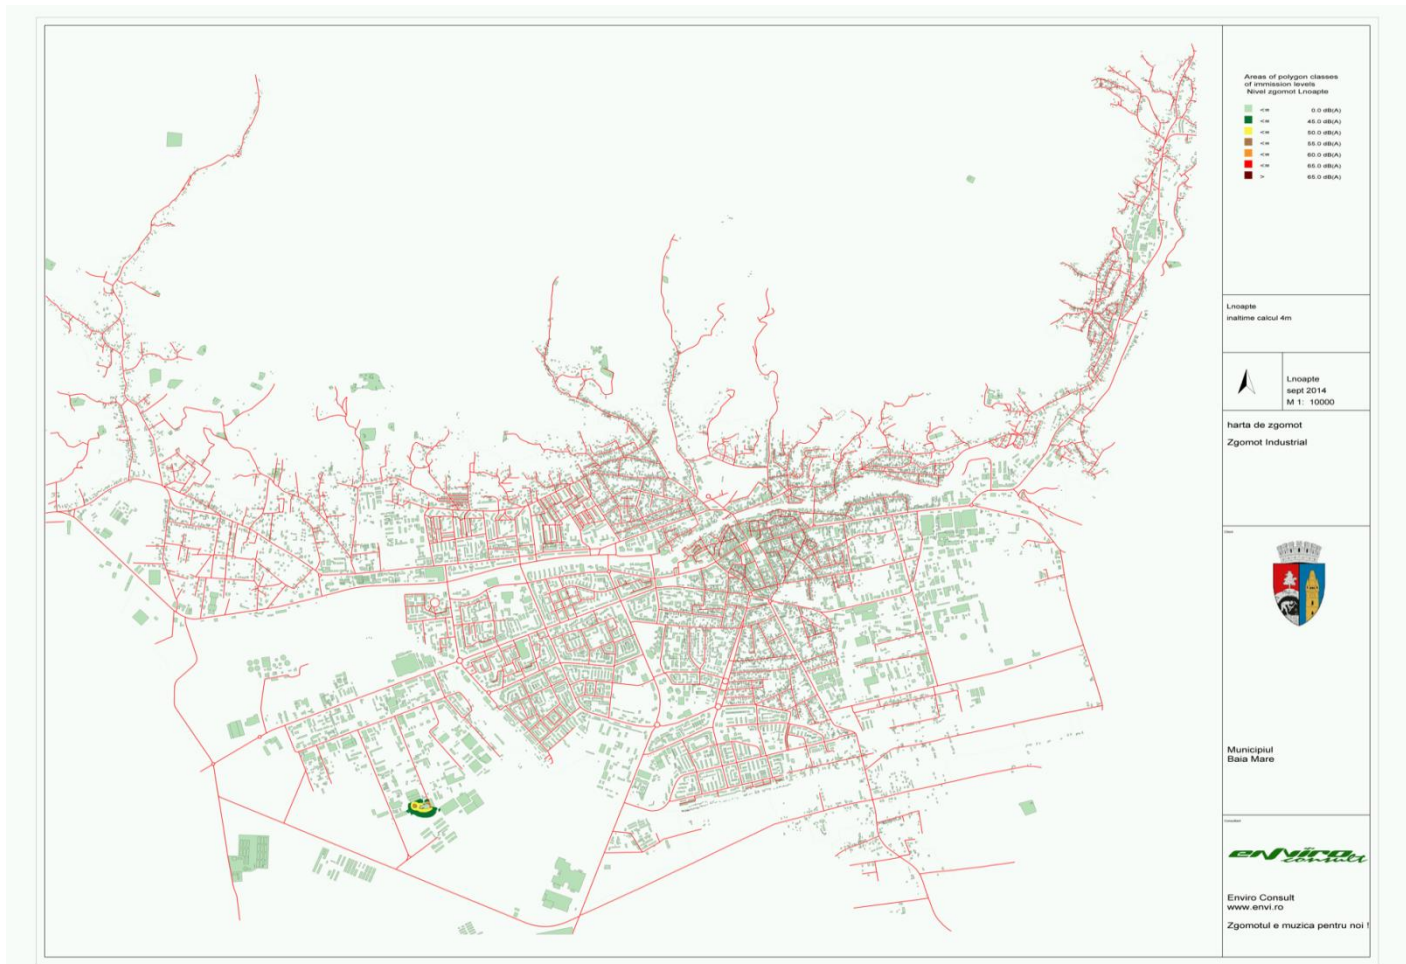 Areas of polygon classes
of immission levels
Nivel zgomot Lnoapte
<= 0.0 dB(A)
<= 45.0 dB(A)
<= 50.0 dB(A)
<= 55.0 dB(A)
<= 60.0 dB(A)
<= 65.0 dB(A)
> 65.0 dB(A)
Lnoapte
inaltime calcul 4m
Lnoapte
sept 2014
M 1: 10000
harta de zgomot
Zgomot Industrial
Municipiul
Baia Mare
enviro
consult
Enviro Consult
www.envi.ro
Zgomotul e muzica pentru noi !